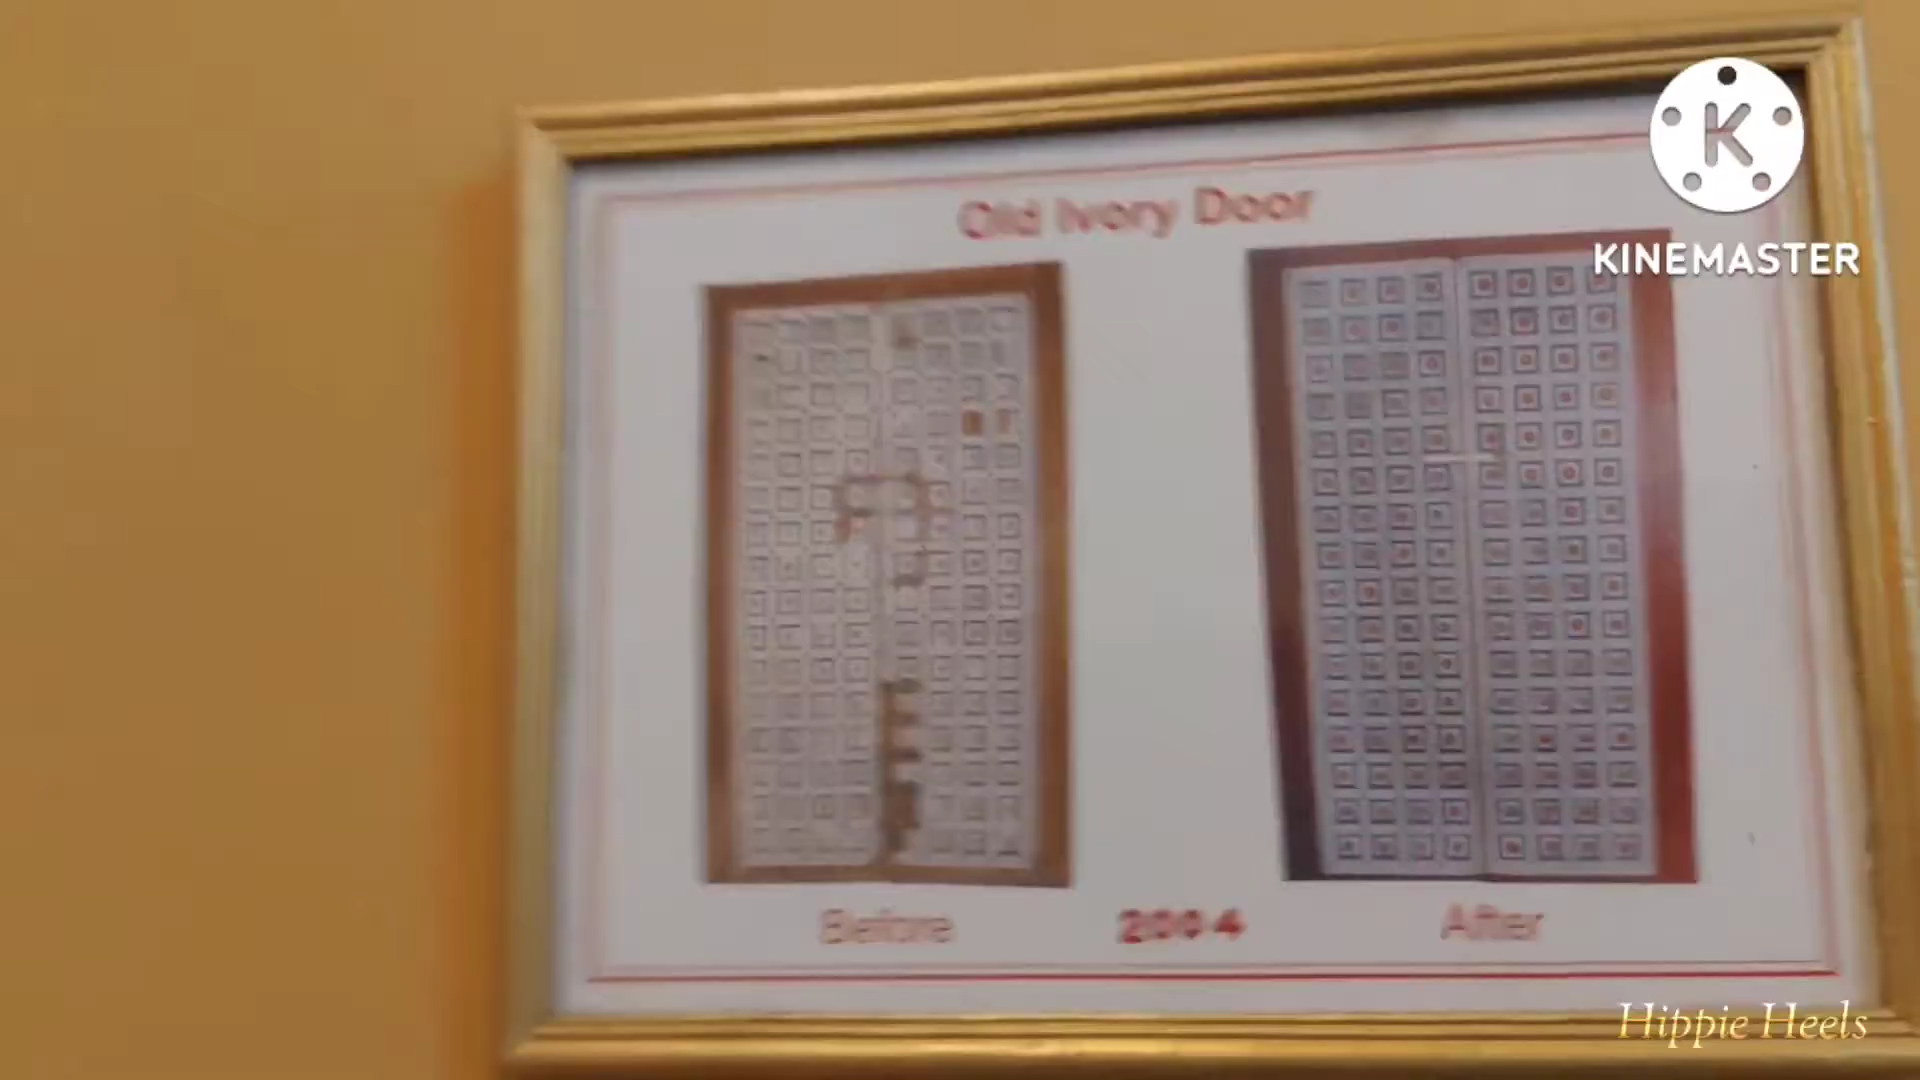 Old Ivory Door
K
KINEMASTER
Before 2004 After
Hippie Heels